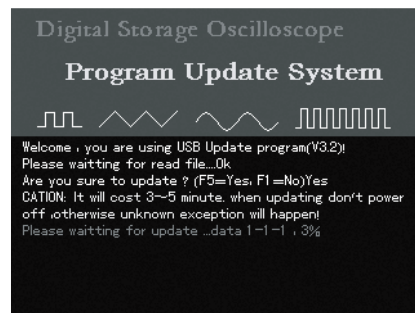 Digital Storage Oscilloscope
Program Update System
Welcome , you are using USB Update program(V3.2)!
Please waitting for read file....Ok
Are you sure to update ? (F5=Yes, F1=No)Yes
CATION: It will cost 3~5 minute. when updating don't power
off ,otherwise unknown exception will happen!
Please waitting for update ...data 1-1-1 , 3%